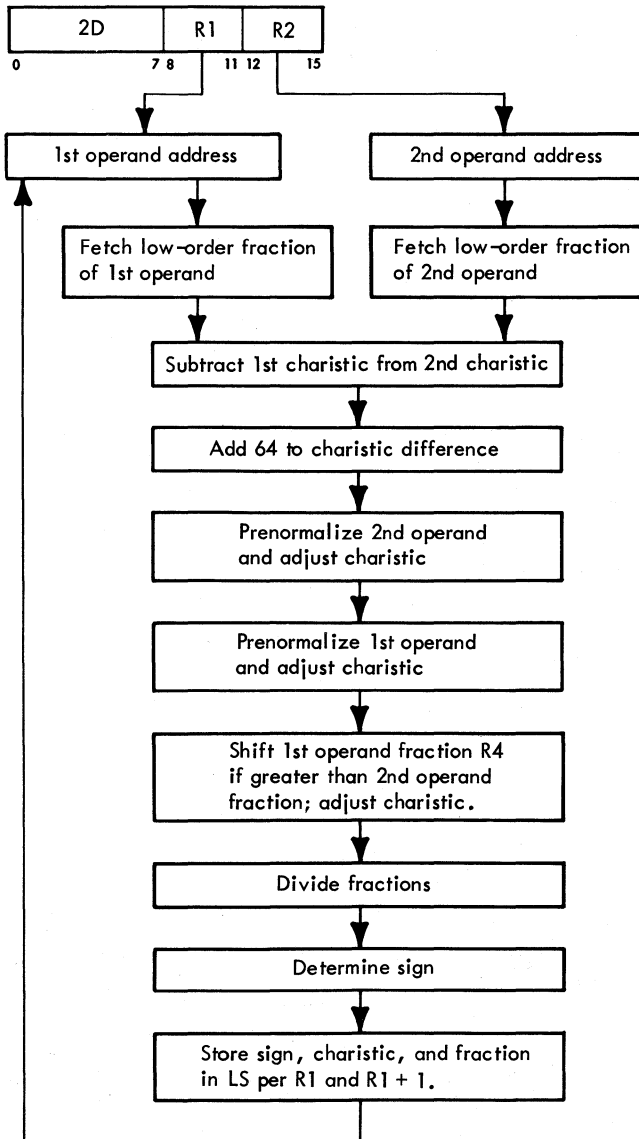 2D R1 R2
0 7 8 11 12 15
1st operand address
2nd operand address
Fetch low-order fraction
of 1st operand
Fetch low-order fraction
of 2nd operand
Subtract 1st charistic from 2nd charistic
Add 64 to charistic difference
Prenormalize 2nd operand
and adjust charistic
Prenormalize 1st operand
and adjust charistic
Shift 1st operand fraction R4
if greater than 2nd operand
fraction; adjust charistic.
Divide fractions
Determine sign
Store sign, charistic, and fraction
in LS per R1 and R1 + 1.